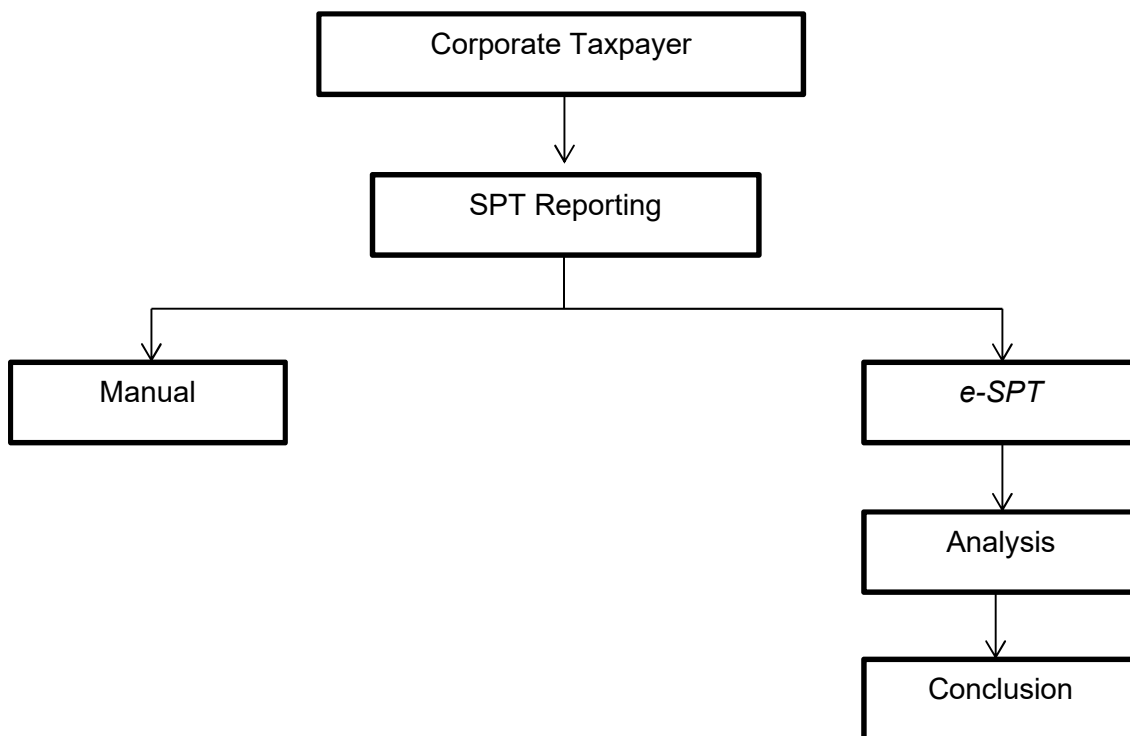 Corporate Taxpayer
SPT Reporting
Manual
e-SPT
Analysis
Conclusion